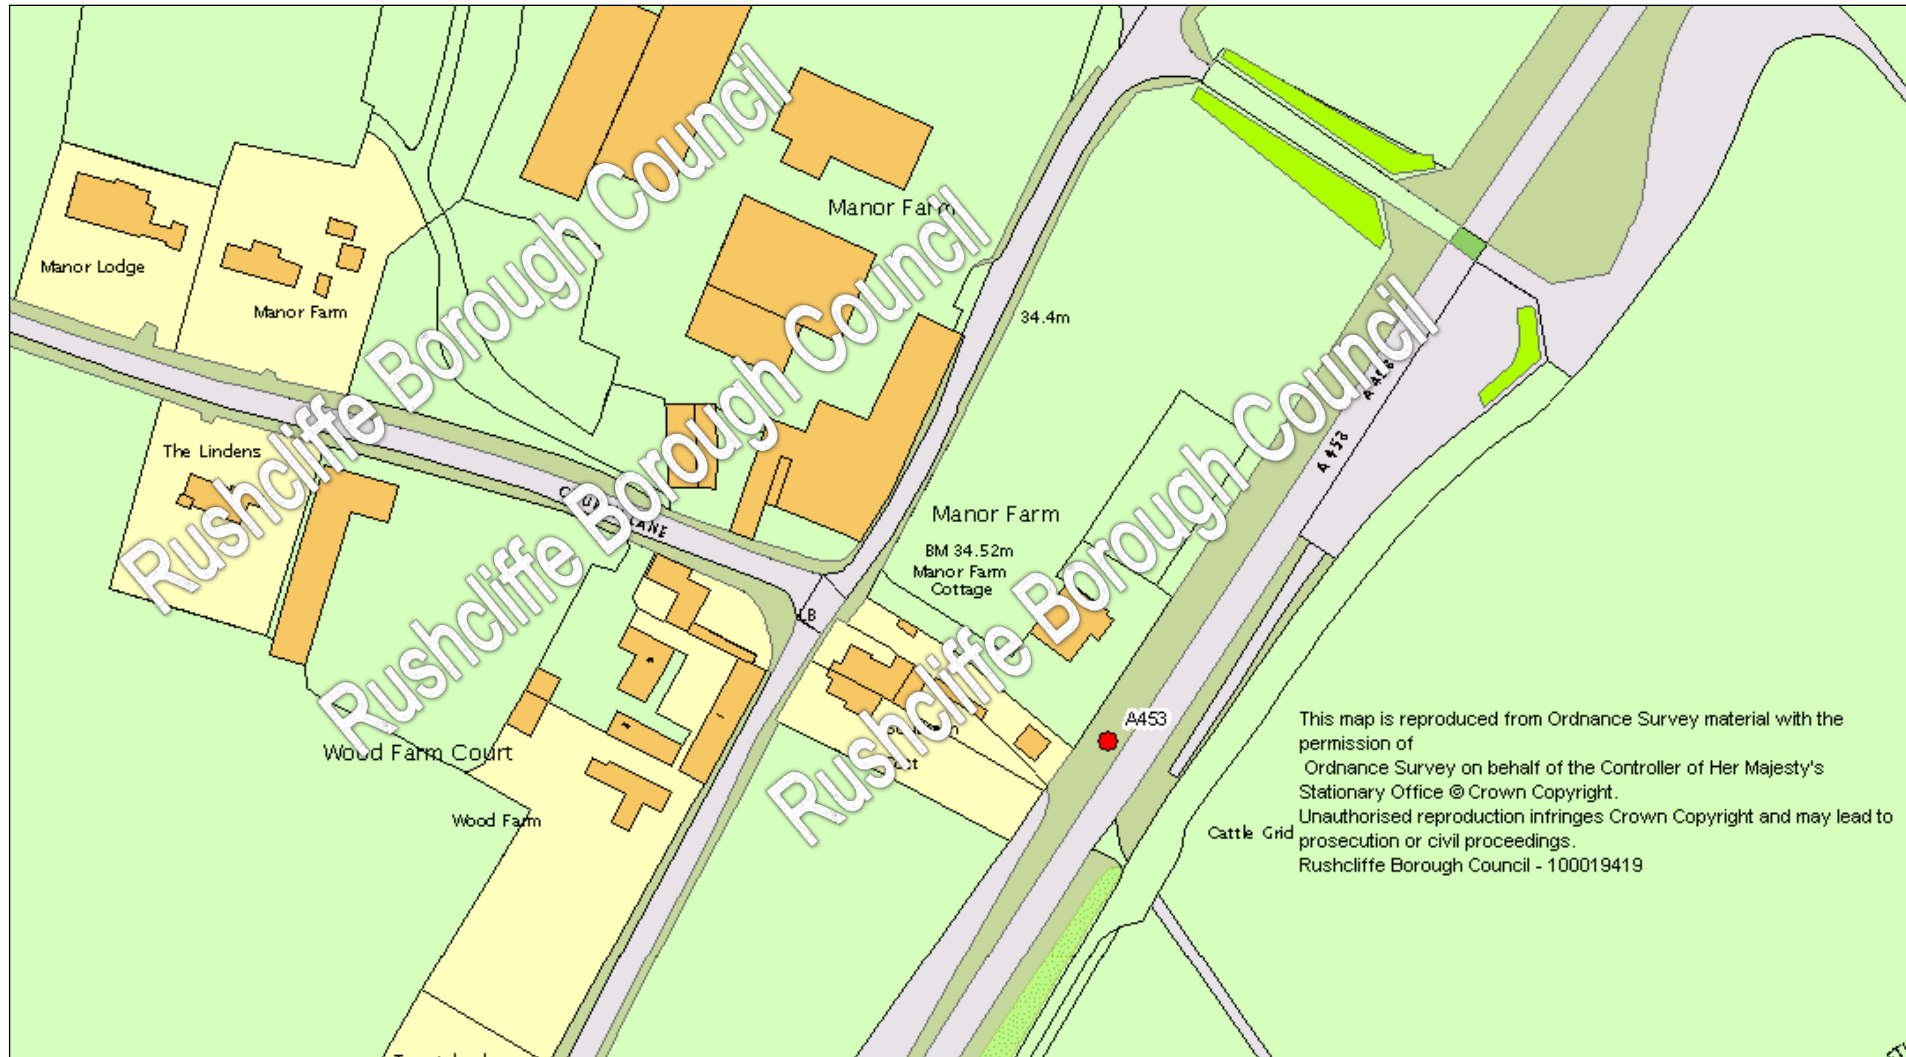 Rushcliffe Borough Council
Rushcliffe Borough Council
Rushcliffe Borough Council
Manor Farm
Manor Lodge
Manor Farm
34.4m
The Lindens
A 453
LANE
Manor Farm
BM 34.52m
Manor Farm
Cottage
LB
A453
Wood Farm Court
Wood Farm
Cattle Grid
This map is reproduced from Ordnance Survey material with the
permission of
Ordnance Survey on behalf of the Controller of Her Majesty's
Stationary Office © Crown Copyright.
Unauthorised reproduction infringes Crown Copyright and may lead to
prosecution or civil proceedings.
Rushcliffe Borough Council - 100019419